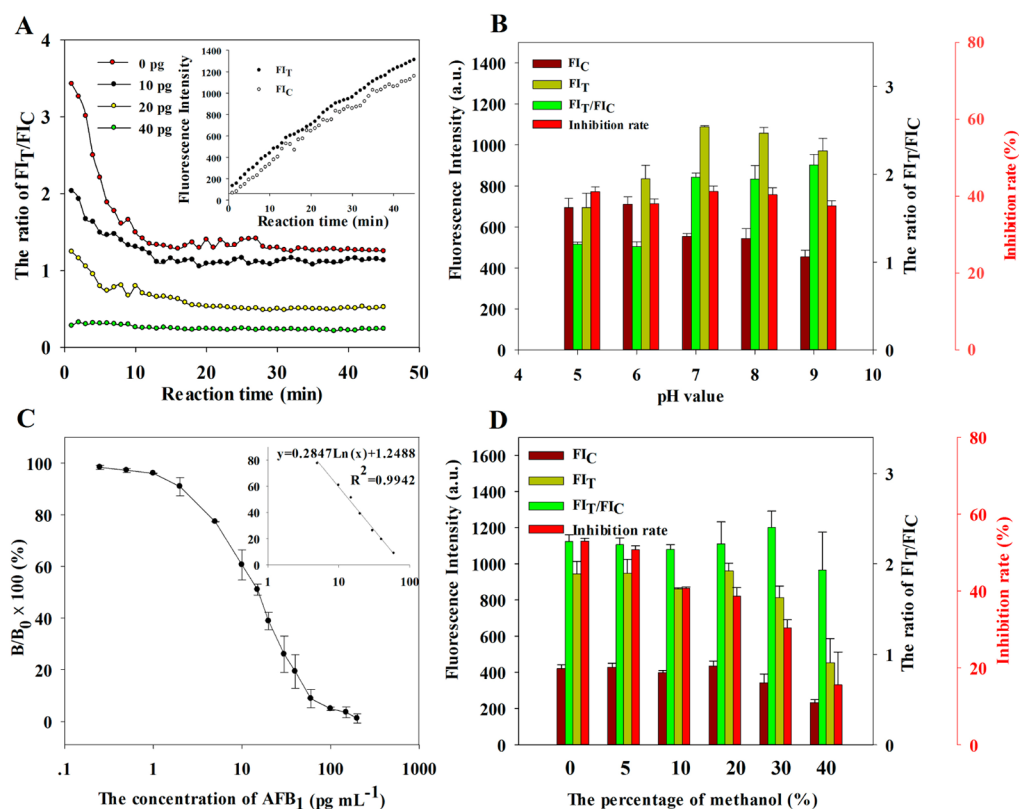 A
The ratio of FIT/FIC
4
3
2
1
0
0 pg
10 pg
20 pg
40 pg
0 10 20 30 40 50
Reaction time (min)
Fluorescence Intensity
1400
1200
1000
800
600
400
200
0
FIT
FIC
0 10 20 30 40
Reaction time (min)
B
Fluorescence Intensity (a.u.)
1400
1200
1000
800
600
400
200
0
FIC
FIT
FIT/FIC
Inhibition rate
4 5 6 7 8 9 10
pH value
3
2
1
0
The ratio of FIT/FIC
80
60
40
20
0
Inhibition rate (%)
C
B/B0 x 100 (%)
100
80
60
40
20
0
.1 1 10 100 1000
The concentration of AFB1 (pg mL-1)
y=0.2847Ln(x)+1.2488
R2=0.9942
80
60
40
20
0
1 10 100
D
Fluorescence Intensity (a.u.)
1600
1400
1200
1000
800
600
400
200
0
FIC
FIT
FIT/FIC
Inhibition rate
0 5 10 20 30 40
The percentage of methanol (%)
3
2
1
0
The ratio of FIT/FIC
80
60
40
20
0
Inhibition rate (%)